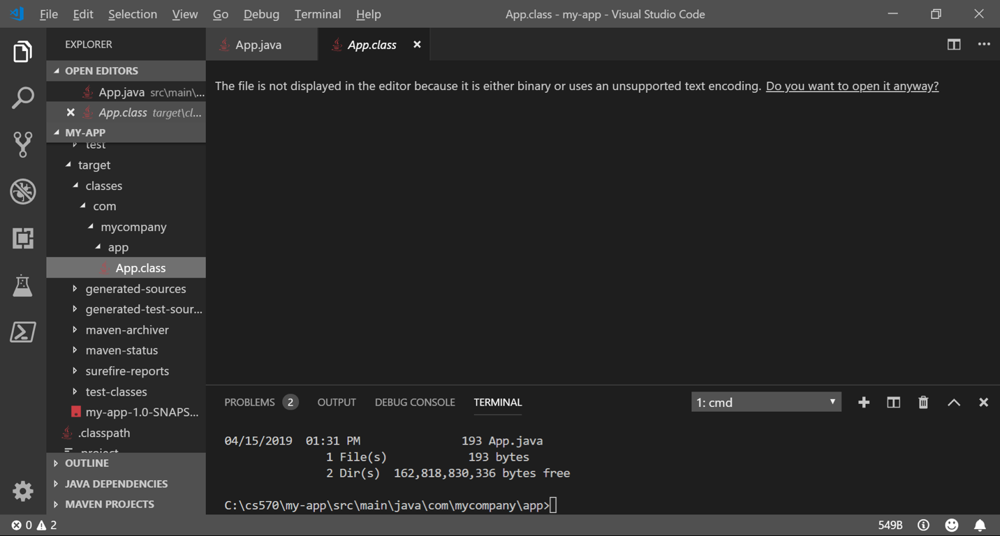 File Edit Selection View Go Debug Terminal Help
App.class - my-app - Visual Studio Code
EXPLORER
OPEN EDITORS
App.java src\main\...
App.class target\cl...
MY-APP
test
target
classes
com
mycompany
app
App.class
generated-sources
generated-test-sour...
maven-archiver
maven-status
surefire-reports
test-classes
my-app-1.0-SNAPS...
.classpath
.project
OUTLINE
JAVA DEPENDENCIES
MAVEN PROJECTS
App.java App.class
The file is not displayed in the editor because it is either binary or uses an unsupported text encoding. Do you want to open it anyway?
PROBLEMS 2 OUTPUT DEBUG CONSOLE TERMINAL 1: cmd
04/15/2019 01:31 PM 193 App.java
1 File(s) 193 bytes
2 Dir(s) 162,818,830,336 bytes free
C:\cs570\my-app\src\main\java\com\mycompany\app>
0 2 549B